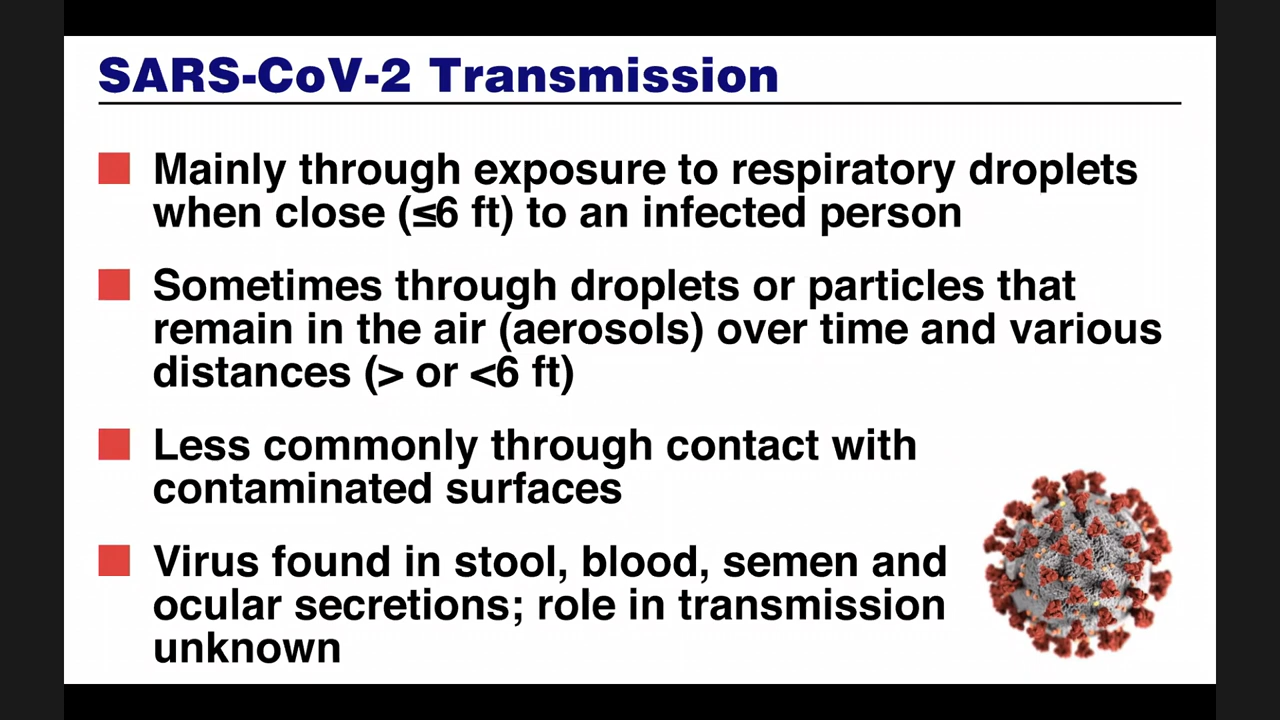 SARS-CoV-2 Transmission
Mainly through exposure to respiratory droplets
when close (≤6 ft) to an infected person
Sometimes through droplets or particles that
remain in the air (aerosols) over time and various
distances (> or <6 ft)
Less commonly through contact with
contaminated surfaces
Virus found in stool, blood, semen and
ocular secretions; role in transmission
unknown